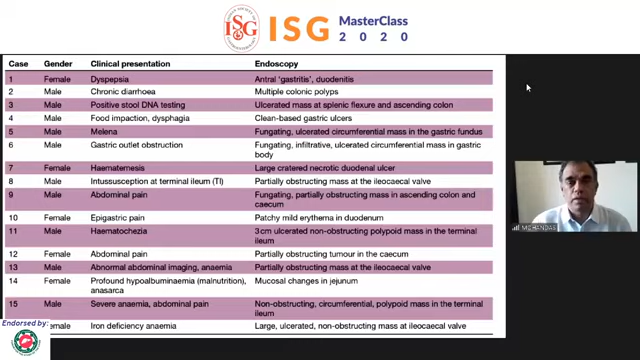 ISG
ISG MasterClass
2020
Case Gender Clinical presentation Endoscopy
1 Female Dyspepsia Antral 'gastritis', duodenitis
2 Male Chronic diarrhoea Multiple colonic polyps
3 Male Positive stool DNA testing Ulcerated mass at splenic flexure and ascending colon
4 Male Food impaction, dysphagia Clean-based gastric ulcers
5 Male Melena Fungating, ulcerated circumferential mass in the gastric fundus
6 Male Gastric outlet obstruction Fungating, infiltrative, ulcerated circumferential mass in gastric
body
7 Female Haematemesis Large cratered necrotic duodenal ulcer
8 Male Intussusception at terminal ileum (TI) Partially obstructing mass at the ileocaecal valve
9 Male Abdominal pain Fungating, partially obstructing mass in ascending colon and
caecum
10 Female Epigastric pain Patchy mild erythema in duodenum
11 Male Haematochezia 3 cm ulcerated non-obstructing polypoid mass in the terminal
ileum
12 Female Abdominal pain Partially obstructing tumour in the caecum
13 Male Abnormal abdominal imaging, anaemia Partially obstructing mass at the ileocaecal valve
14 Female Profound hypoalbuminaemia (malnutrition), Mucosal changes in jejunum
anasarca
15 Male Severe anaemia, abdominal pain Non-obstructing, circumferential, polypoid mass in the terminal
ileum
Female Iron deficiency anaemia Large, ulcerated, non-obstructing mass at ileocaecal valve
Endorsed by: